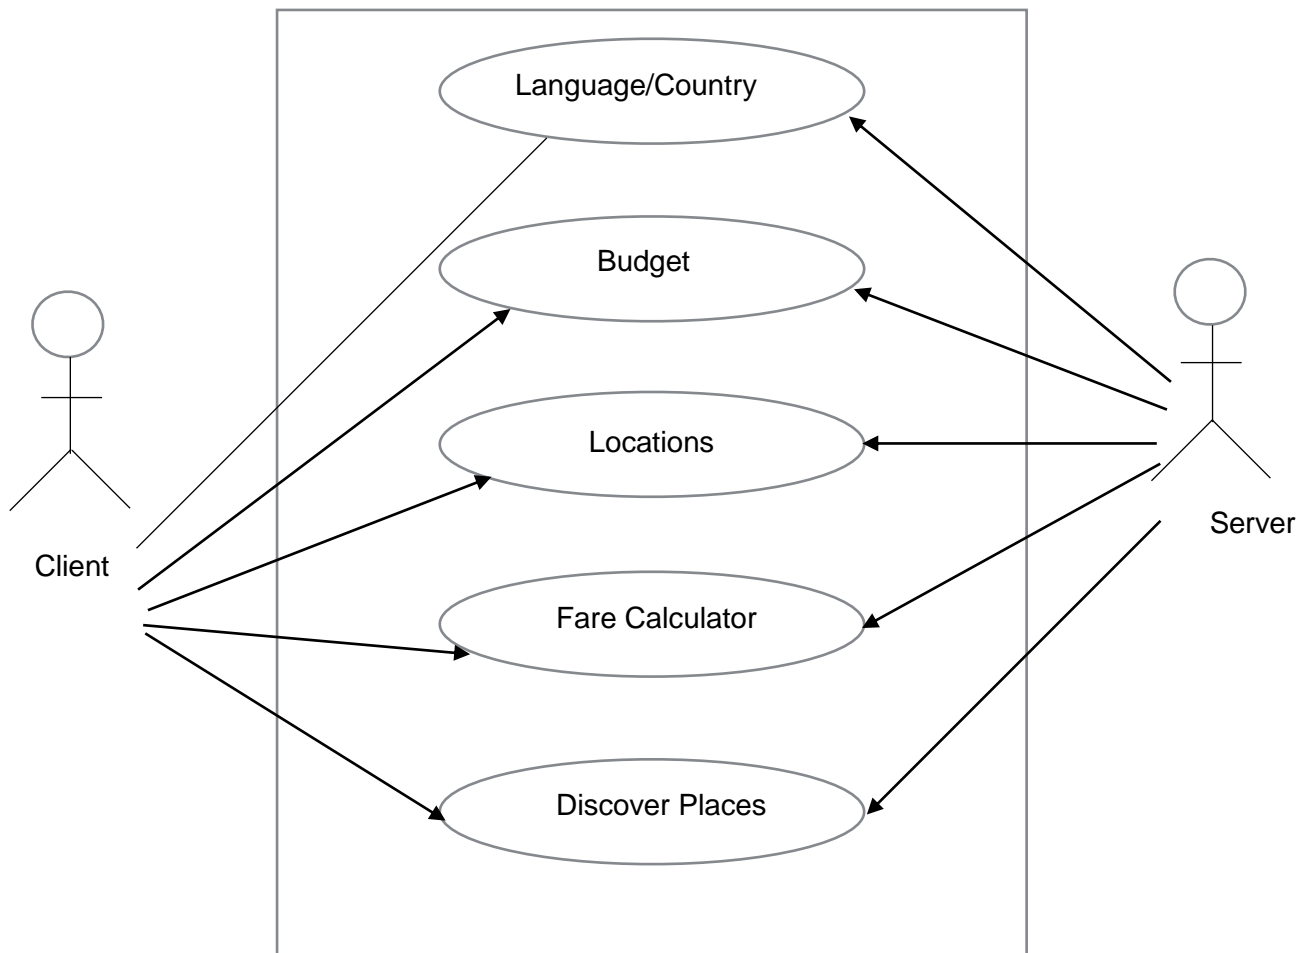 Language/Country
Budget
Locations
Server
Client
Fare Calculator
Discover Places